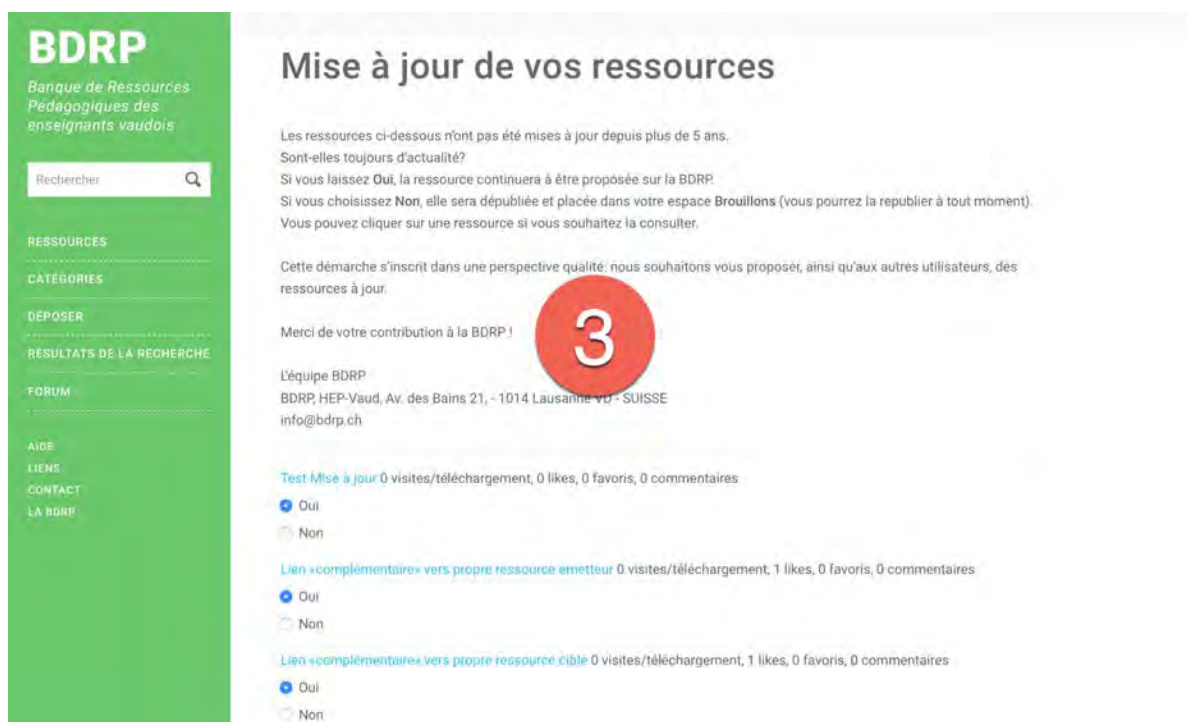 BDRP
Banque de Ressources
Pédagogiques des
enseignants vaudois
Rechercher
RESSOURCES
CATÉGORIES
DÉPOSER
RÉSULTATS DE LA RECHERCHE
FORUM
AIDE
LIENS
CONTACT
LA BDRP
Mise à jour de vos ressources
Les ressources ci-dessous n'ont pas été mises à jour depuis plus de 5 ans.
Sont-elles toujours d'actualité?
Si vous laissez Oui, la ressource continuera à être proposée sur la BDRP.
Si vous choisissez Non, elle sera dépubliée et placée dans votre espace Brouillons (vous pourrez la republier à tout moment).
Vous pouvez cliquer sur une ressource si vous souhaitez la consulter.
Cette démarche s'inscrit dans une perspective qualité: nous souhaitons vous proposer, ainsi qu'aux autres utilisateurs, des
ressources à jour.
Merci de votre contribution à la BDRP !
3
L'équipe BDRP
BDRP, HEP-Vaud, Av. des Bains 21, - 1014 Lausanne VD - SUISSE
info@bdrp.ch
Test Mise à jour 0 visites/téléchargement, 0 likes, 0 favoris, 0 commentaires
Oui
Non
Lien «complémentaire» vers propre ressource emetteur 0 visites/téléchargement, 1 likes, 0 favoris, 0 commentaires
Oui
Non
Lien «complémentaire» vers propre ressource cible 0 visites/téléchargement, 1 likes, 0 favoris, 0 commentaires
Oui
Non